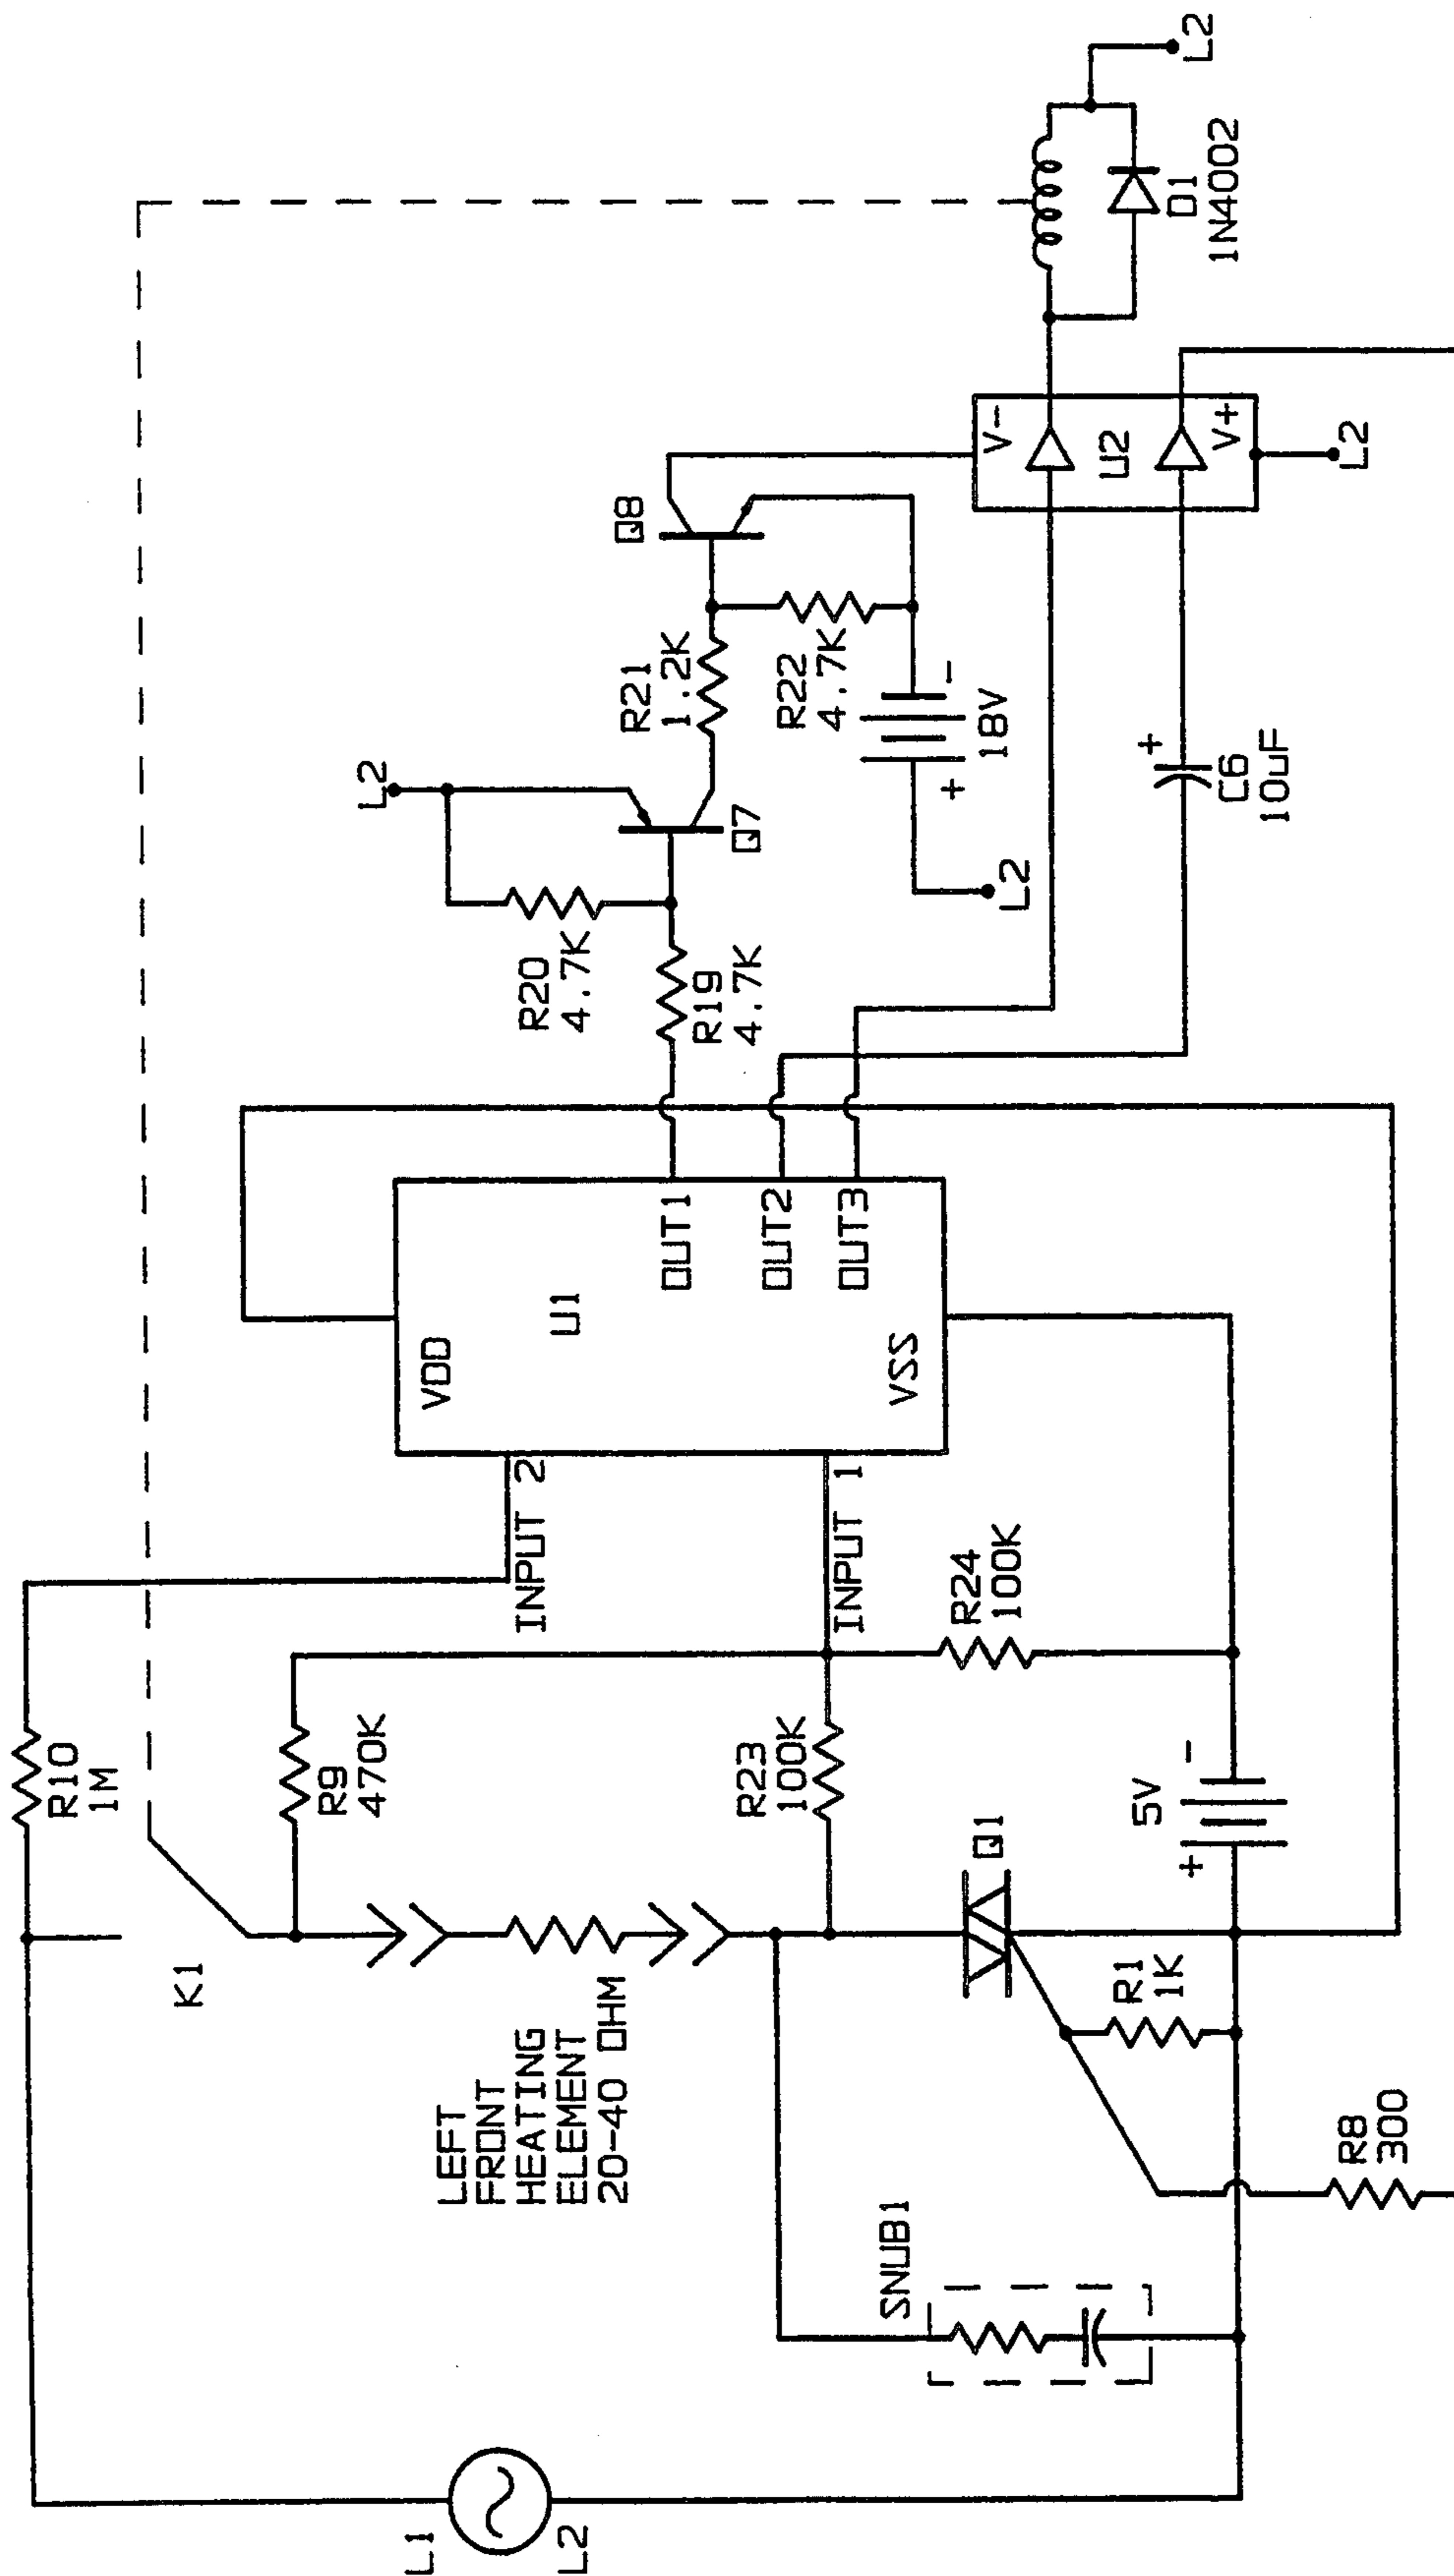 L1
L2
R10
1M
K1
R9
470K
LEFT
FRONT
HEATING
ELEMENT
20-40 OHM
INPUT 2
INPUT 1
R23
100K
R24
100K
SNUB1
Q1
R1
1K
R8
300
5V
+
-
VDD
U1
VSS
OUT1
OUT2
OUT3
R20
4.7K
R19
4.7K
L2
Q7
R21
1.2K
Q8
R22
4.7K
18V
+
-
L2
C6
10uF
+
V-
U2
V+
L2
D1
1N4002
L2